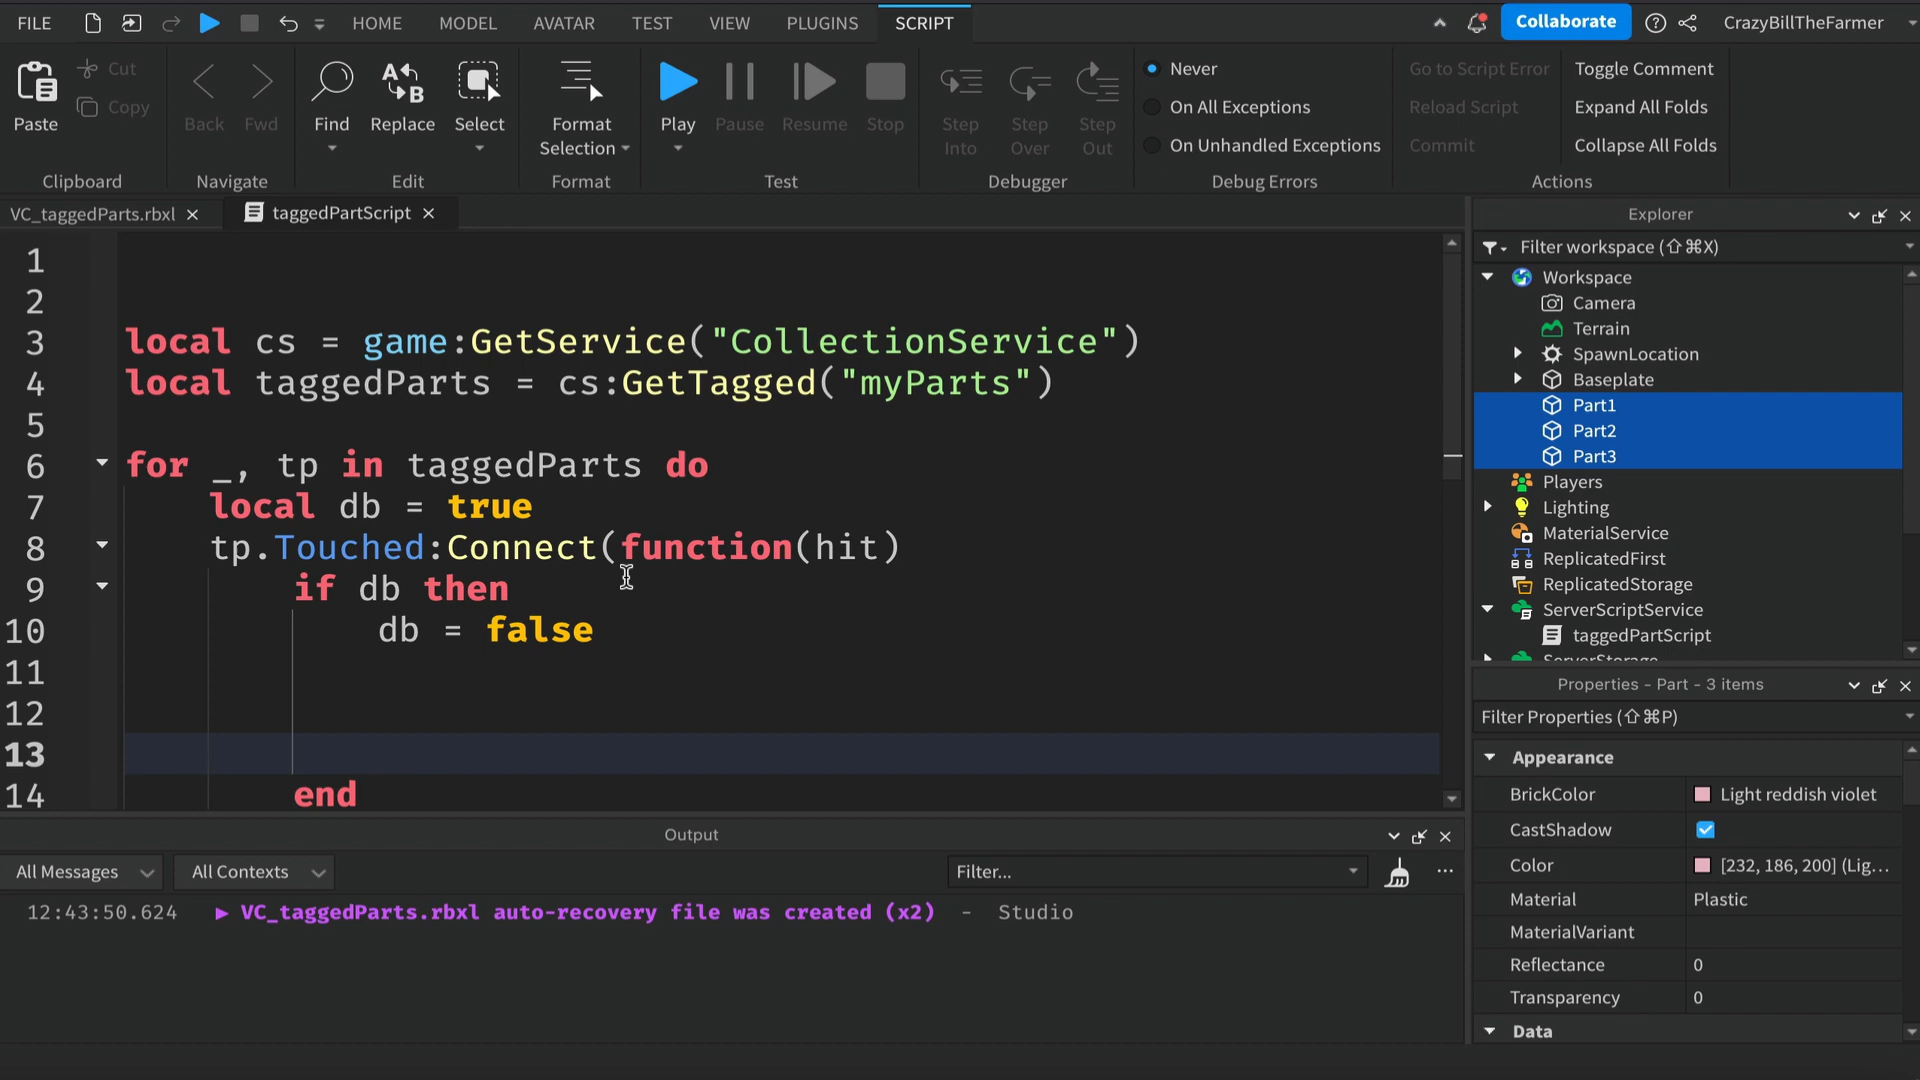 FILE HOME MODEL AVATAR TEST VIEW PLUGINS SCRIPT Collaborate CrazyBillTheFarmer
Paste
Cut
Copy
Clipboard
Back
Fwd
Navigate
Find
Replace
Select
Edit
Format
Selection
Format
Play
Pause
Resume
Stop
Test
Step
Into
Step
Over
Step
Out
Debugger
Never
On All Exceptions
On Unhandled Exceptions
Debug Errors
Go to Script Error
Reload Script
Commit
Toggle Comment
Expand All Folds
Collapse All Folds
Actions
VC_taggedParts.rbxl taggedPartScript
1
2
3 local cs = game:GetService("CollectionService")
4 local taggedParts = cs:GetTagged("myParts")
5
6 for _, tp in taggedParts do
7 local db = true
8 tp.Touched:Connect(function(hit)
9 if db then
10 db = false
11
12
13
14 end
Output
All Messages All Contexts Filter...
12:43:50.624 VC_taggedParts.rbxl auto-recovery file was created (x2) - Studio
Explorer
Filter workspace (⇧⌘X)
Workspace
Camera
Terrain
SpawnLocation
Baseplate
Part1
Part2
Part3
Players
Lighting
MaterialService
ReplicatedFirst
ReplicatedStorage
ServerScriptService
taggedPartScript
ServerStorage
Properties - Part - 3 items
Filter Properties (⇧⌘P)
Appearance
BrickColor Light reddish violet
CastShadow
Color [232, 186, 200] (Lig...
Material Plastic
MaterialVariant
Reflectance 0
Transparency 0
Data